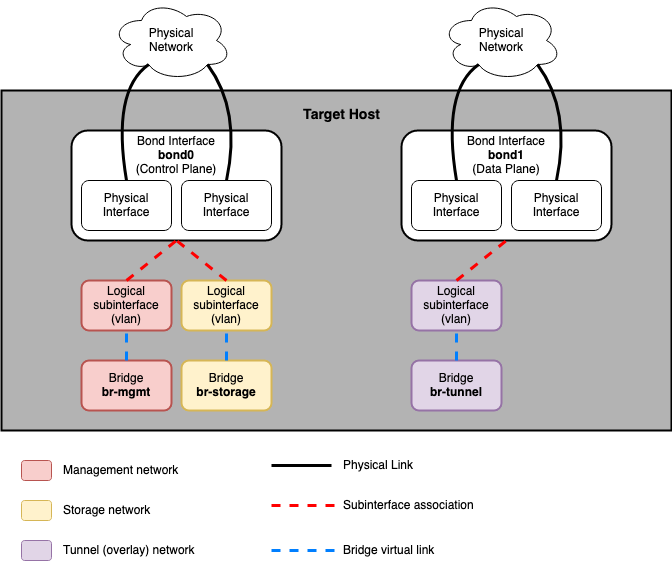 Physical
Network
Physical
Network
Target Host
Bond Interface
bond0
(Control Plane)
Bond Interface
bond1
(Data Plane)
Physical
Interface
Physical
Interface
Physical
Interface
Physical
Interface
Logical
subinterface
(vlan)
Logical
subinterface
(vlan)
Logical
subinterface
(vlan)
Bridge
br-mgmt
Bridge
br-storage
Bridge
br-tunnel
Management network
Physical Link
Storage network
Subinterface association
Tunnel (overlay) network
Bridge virtual link